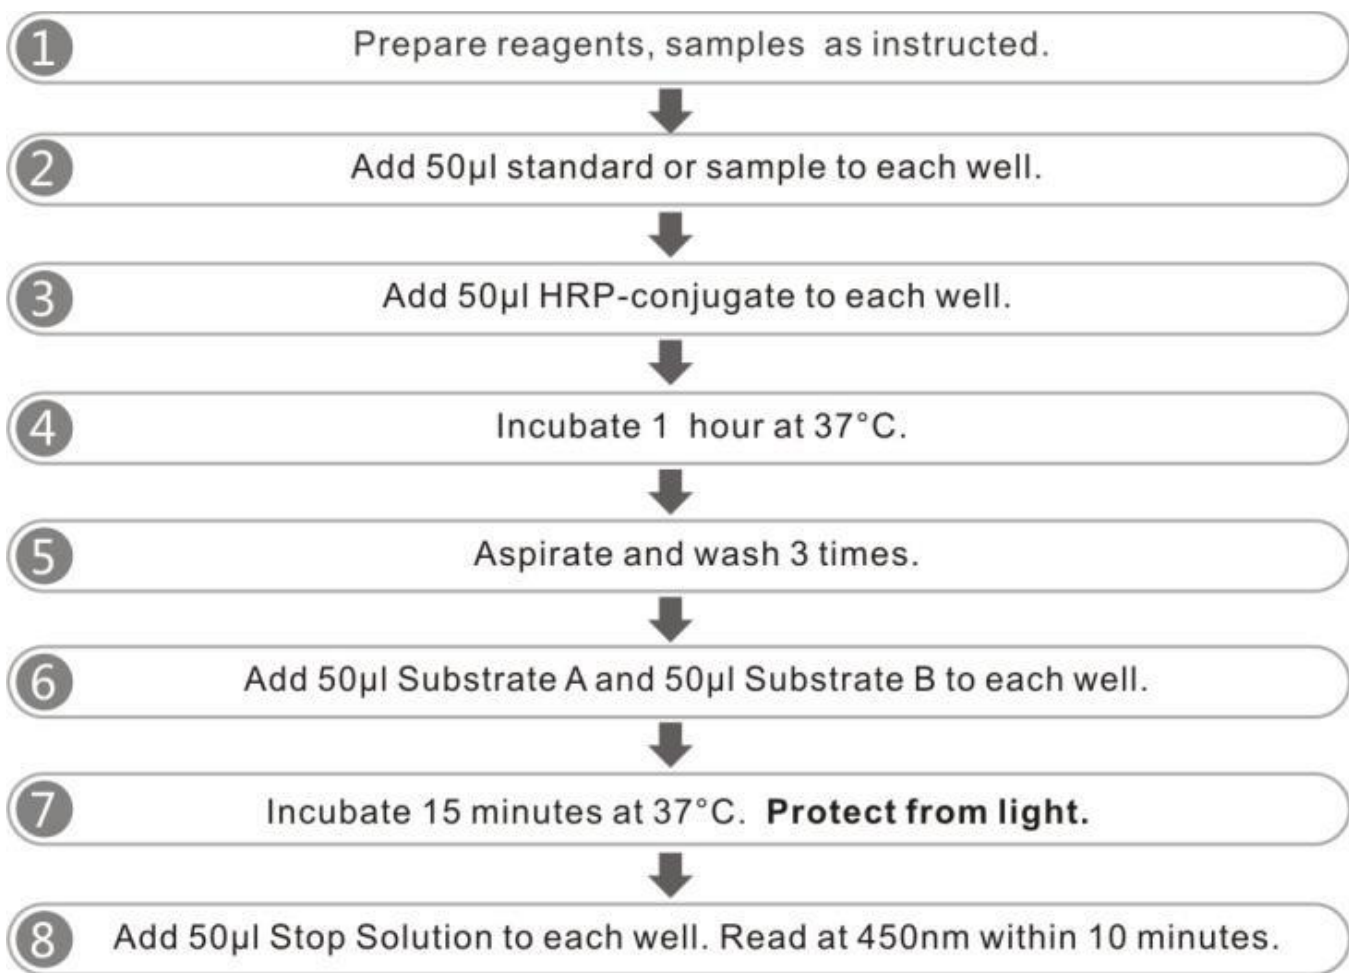 1 Prepare reagents, samples as instructed.
2 Add 50µl standard or sample to each well.
3 Add 50µl HRP-conjugate to each well.
4 Incubate 1 hour at 37°C.
5 Aspirate and wash 3 times.
6 Add 50µl Substrate A and 50µl Substrate B to each well.
7 Incubate 15 minutes at 37°C. Protect from light.
8 Add 50µl Stop Solution to each well. Read at 450nm within 10 minutes.